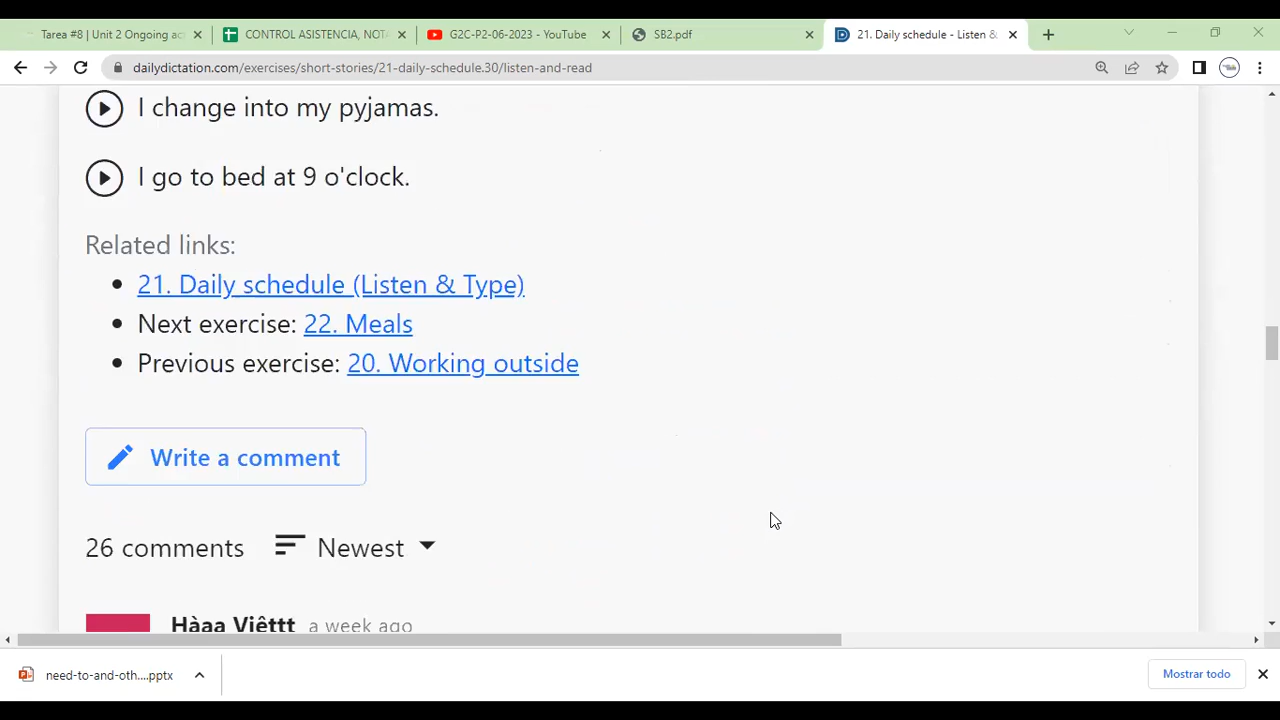 Tarea #8 | Unit 2 Ongoing ac
CONTROL ASISTENCIA, NOTA
G2C-P2-06-2023 - YouTube
SB2.pdf
21. Daily schedule - Listen &
dailydictation.com/exercises/short-stories/21-daily-schedule.30/listen-and-read
I change into my pyjamas.
I go to bed at 9 o'clock.
Related links:
21. Daily schedule (Listen & Type)
Next exercise: 22. Meals
Previous exercise: 20. Working outside
Write a comment
26 comments Newest
Hàaa Viêttt a week ago
need-to-and-oth....pptx
Mostrar todo